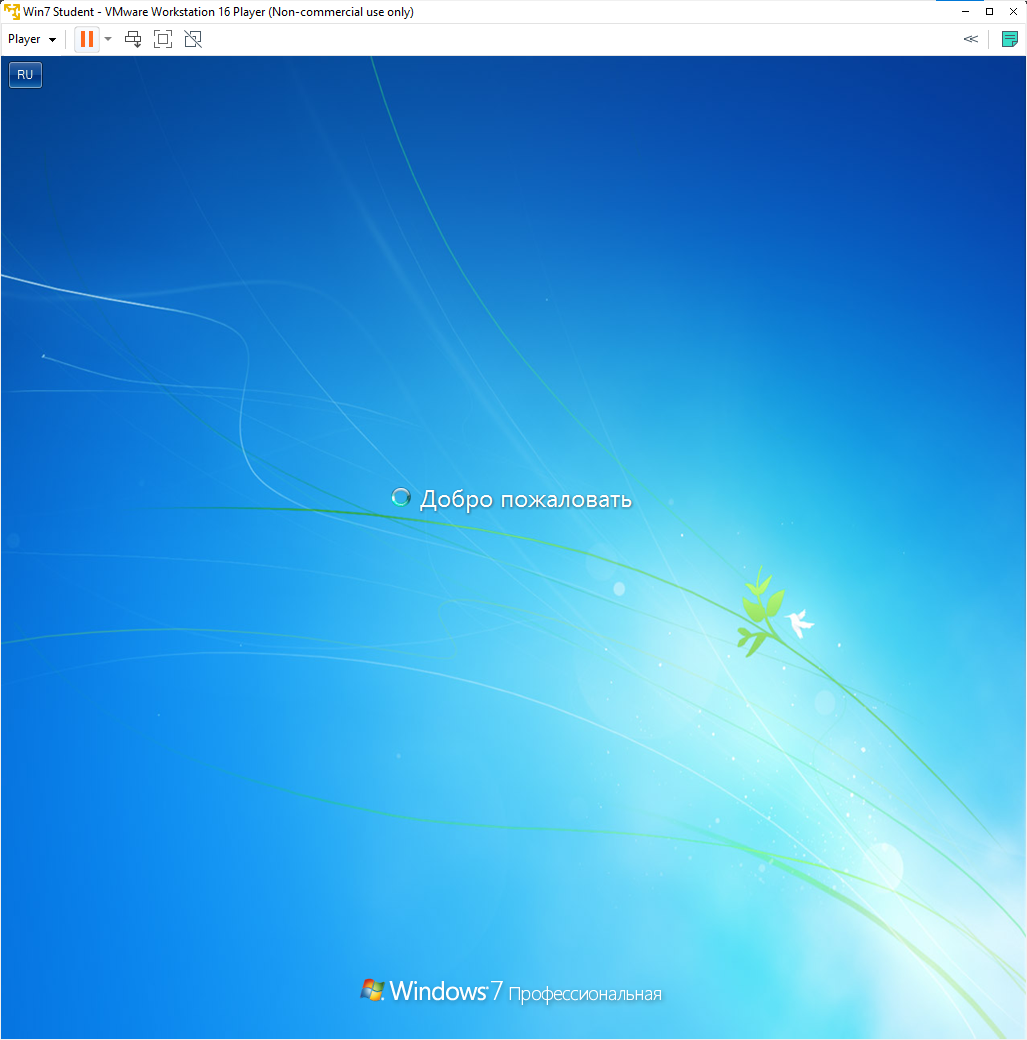 Win7 Student - VMware Workstation 16 Player (Non-commercial use only)
Player
RU
Добро пожаловать
Windows 7 Профессиональная